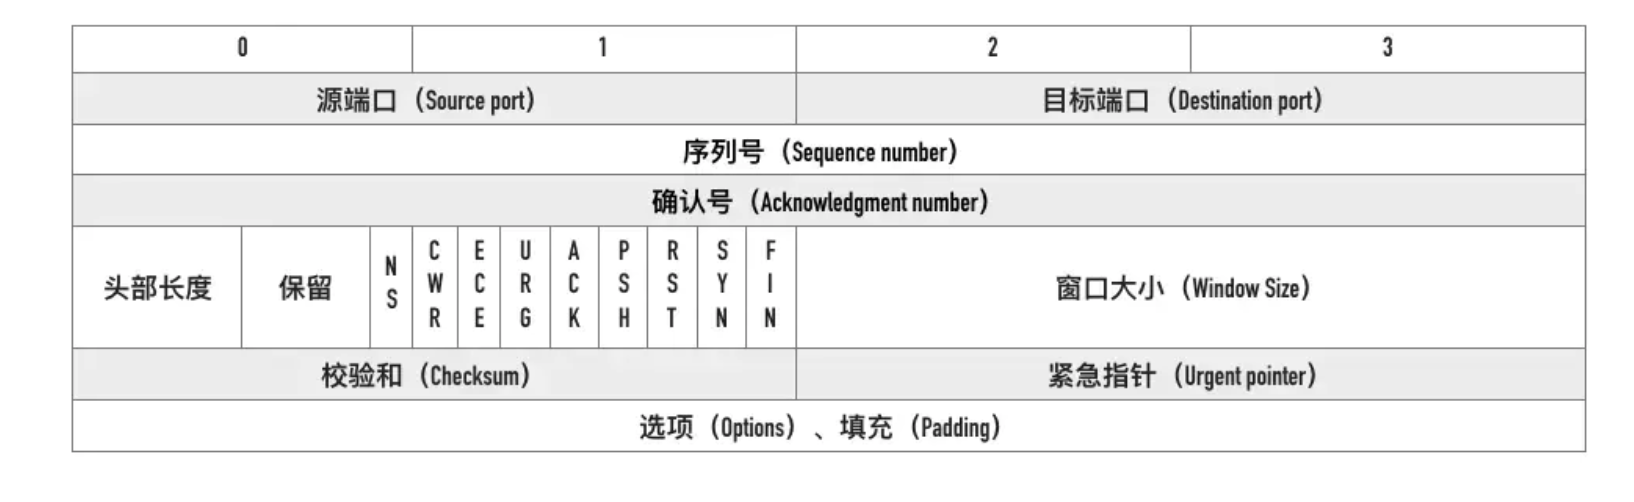 0 1 2 3
源端口（Source port） 目标端口（Destination port）
序列号（Sequence number）
确认号（Acknowledgment number）
头部长度 保留 NS CWR ECE URG ACK PSH RST SYN FIN 窗口大小（Window Size）
校验和（Checksum） 紧急指针（Urgent pointer）
选项（Options）、填充（Padding）